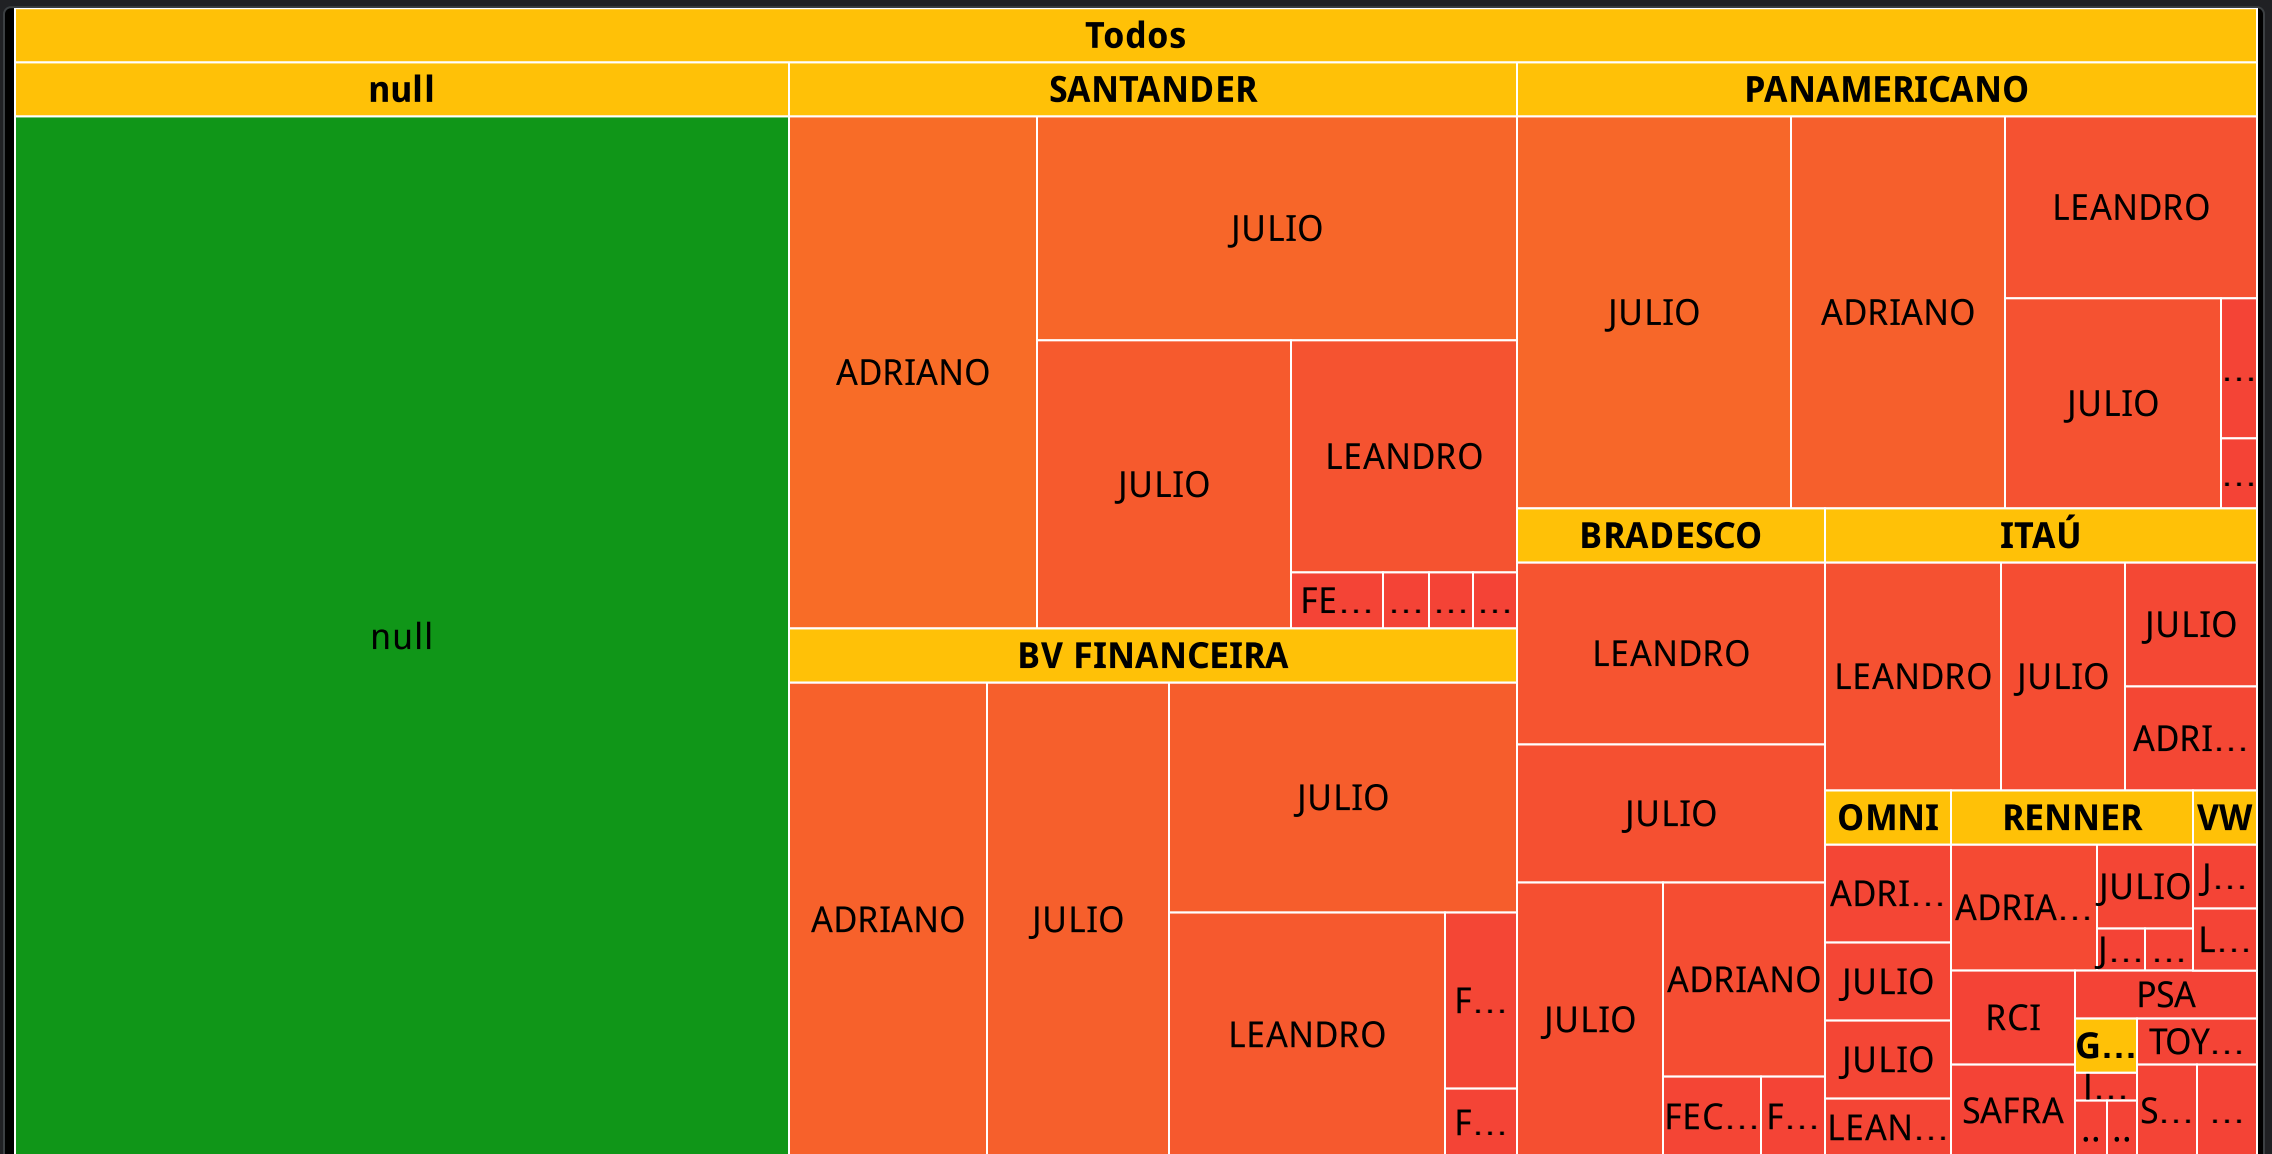 Todos
null
SANTANDER
PANAMERICANO
null
ADRIANO
JULIO
JULIO
LEANDRO
FE...
...
...
...
BV FINANCEIRA
ADRIANO
JULIO
JULIO
LEANDRO
F...
F...
JULIO
ADRIANO
LEANDRO
JULIO
...
...
BRADESCO
LEANDRO
JULIO
JULIO
ADRIANO
FEC...
F...
ITAÚ
LEANDRO
JULIO
JULIO
ADRI...
OMNI
ADRI...
JULIO
JULIO
LEAN...
RENNER
ADRIA...
JULIO
J...
...
VW
J...
L...
RCI
SAFRA
PSA
G...
TOY...
..
..
S...
...